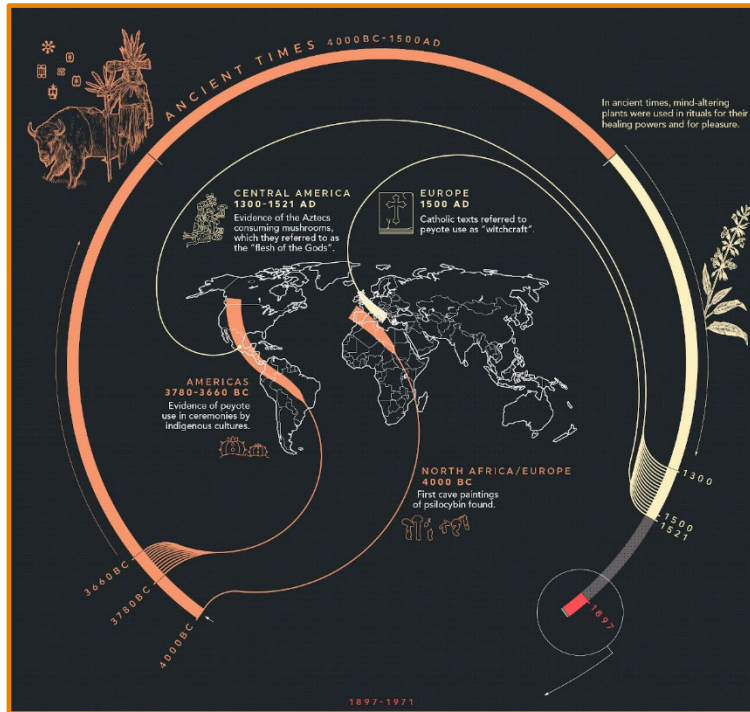 ANCIENT TIMES 4000BC-1500AD
In ancient times, mind-altering
plants were used in rituals for their
healing powers and for pleasure.
CENTRAL AMERICA
1300-1521 AD
Evidence of the Aztecs
consuming mushrooms,
which they referred to as
the "flesh of the Gods".
EUROPE
1500 AD
Catholic texts referred to
peyote use as "witchcraft".
AMERICAS
3780-3660 BC
Evidence of peyote
use in ceremonies by
indigenous cultures.
NORTH AFRICA/EUROPE
4000 BC
First cave paintings
of psilocybin found.
1300
1500
1521
1897
3660BC
3780BC
4000BC
1897-1971